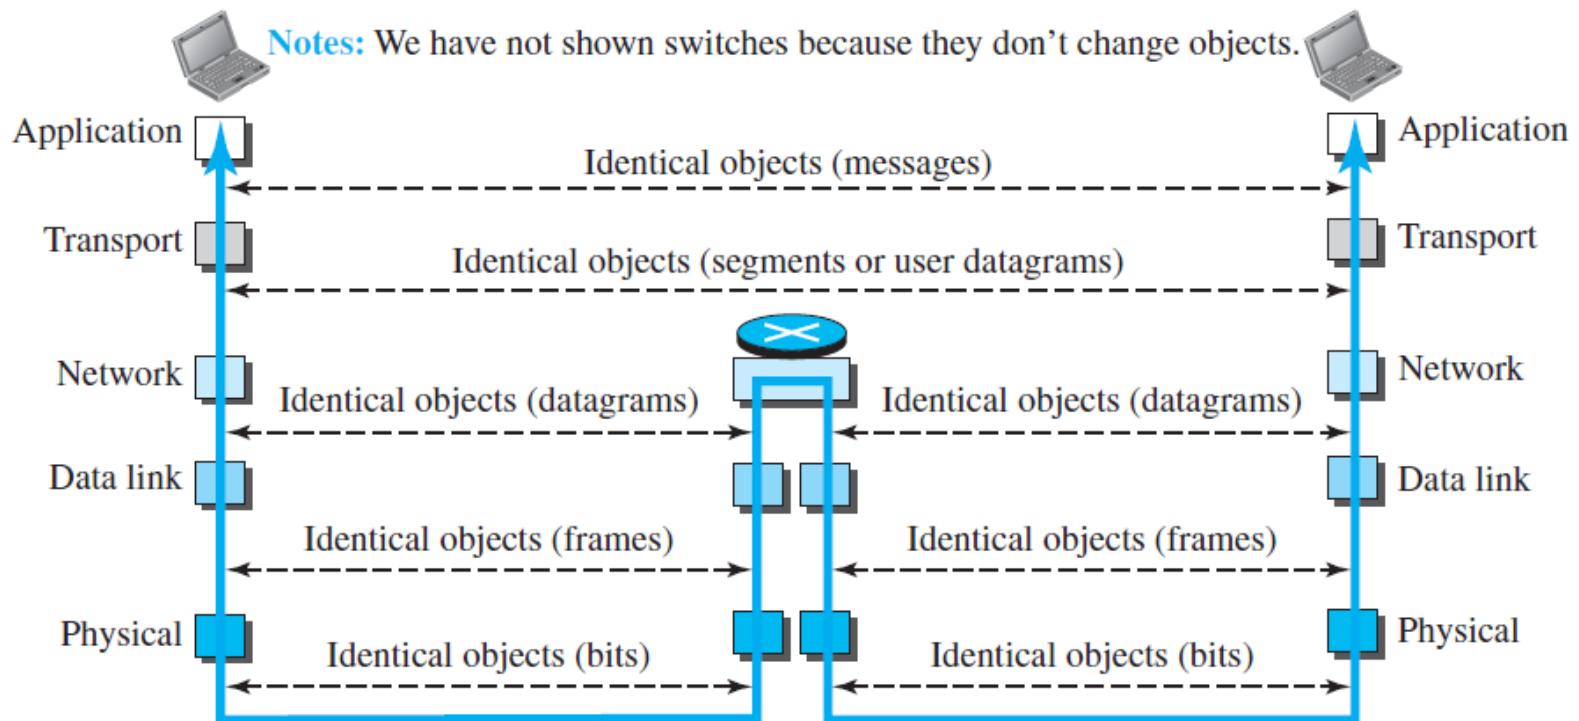 Notes: We have not shown switches because they don’t change objects.
Application
Application
Identical objects (messages)
Transport
Transport
Identical objects (segments or user datagrams)
Network
Network
Identical objects (datagrams)
Identical objects (datagrams)
Data link
Data link
Identical objects (frames)
Identical objects (frames)
Physical
Physical
Identical objects (bits)
Identical objects (bits)